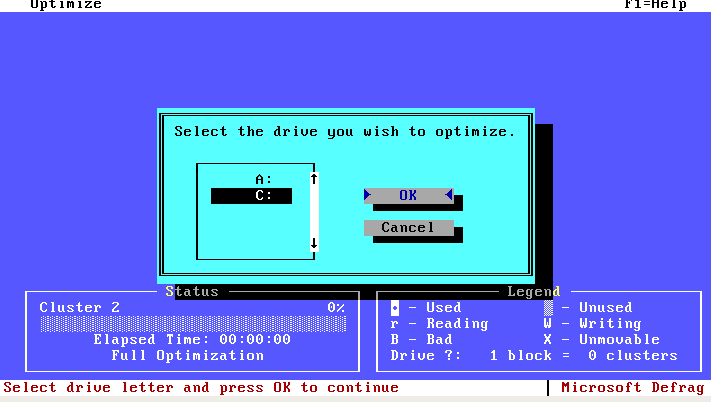 Optimize F1=Help
Select the drive you wish to optimize.
A:
C:
OK
Cancel
Status
Cluster 2 0%
Elapsed Time: 00:00:00
Full Optimization
Legend
• - Used - Unused
r - Reading W - Writing
B - Bad X - Unmovable
Drive ?: 1 block = 0 clusters
Select drive letter and press OK to continue Microsoft Defrag